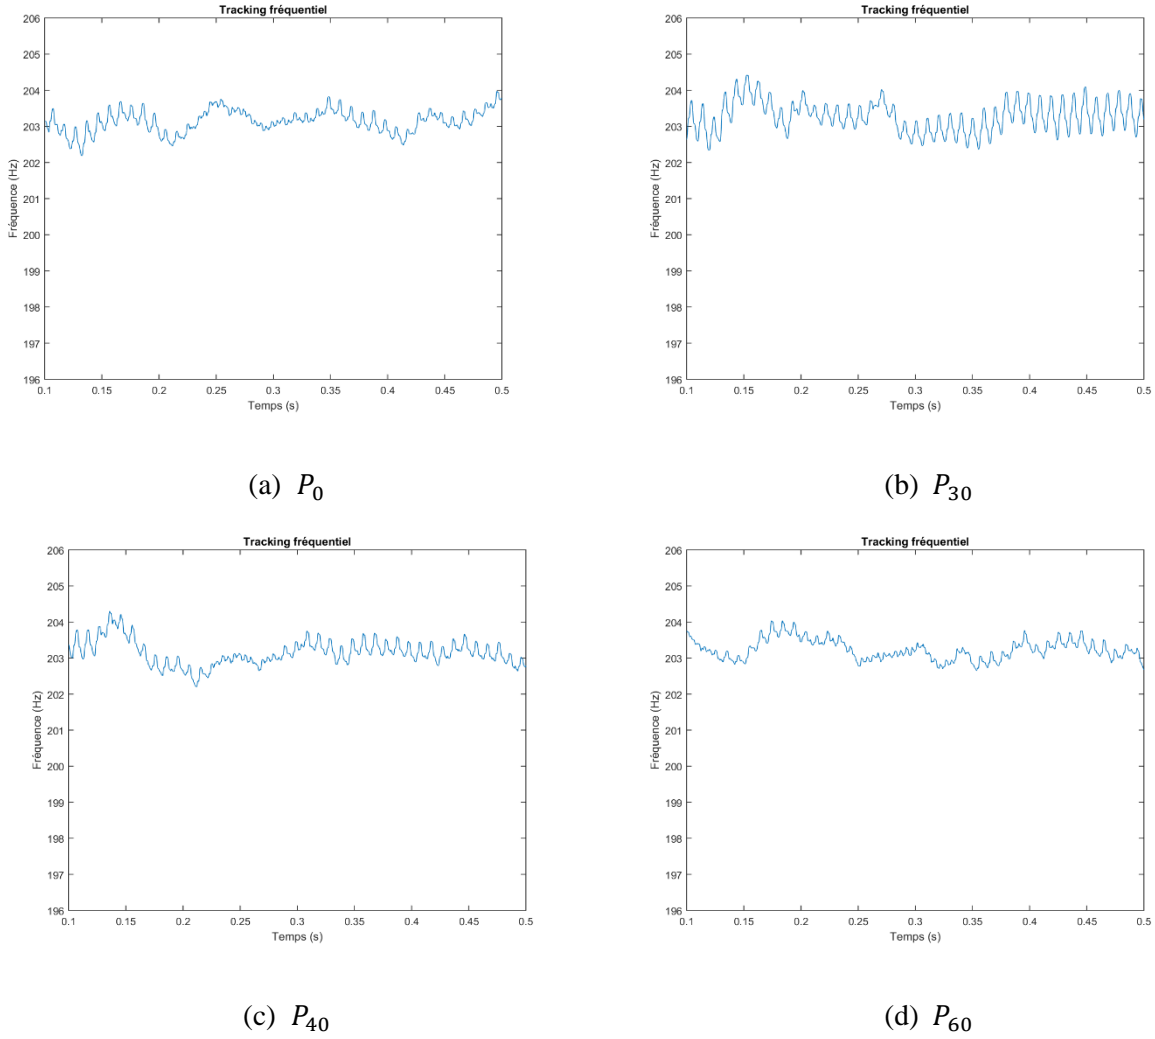 Tracking fréquentiel
206
205
204
203
202
201
200
199
198
197
196
Fréquence (Hz)
0.1 0.15 0.2 0.25 0.3 0.35 0.4 0.45 0.5
Temps (s)
(a) P₀
Tracking fréquentiel
206
205
204
203
202
201
200
199
198
197
196
Fréquence (Hz)
0.1 0.15 0.2 0.25 0.3 0.35 0.4 0.45 0.5
Temps (s)
(b) P₃₀
Tracking fréquentiel
206
205
204
203
202
201
200
199
198
197
196
Fréquence (Hz)
0.1 0.15 0.2 0.25 0.3 0.35 0.4 0.45 0.5
Temps (s)
(c) P₄₀
Tracking fréquentiel
206
205
204
203
202
201
200
199
198
197
196
Fréquence (Hz)
0.1 0.15 0.2 0.25 0.3 0.35 0.4 0.45 0.5
Temps (s)
(d) P₆₀